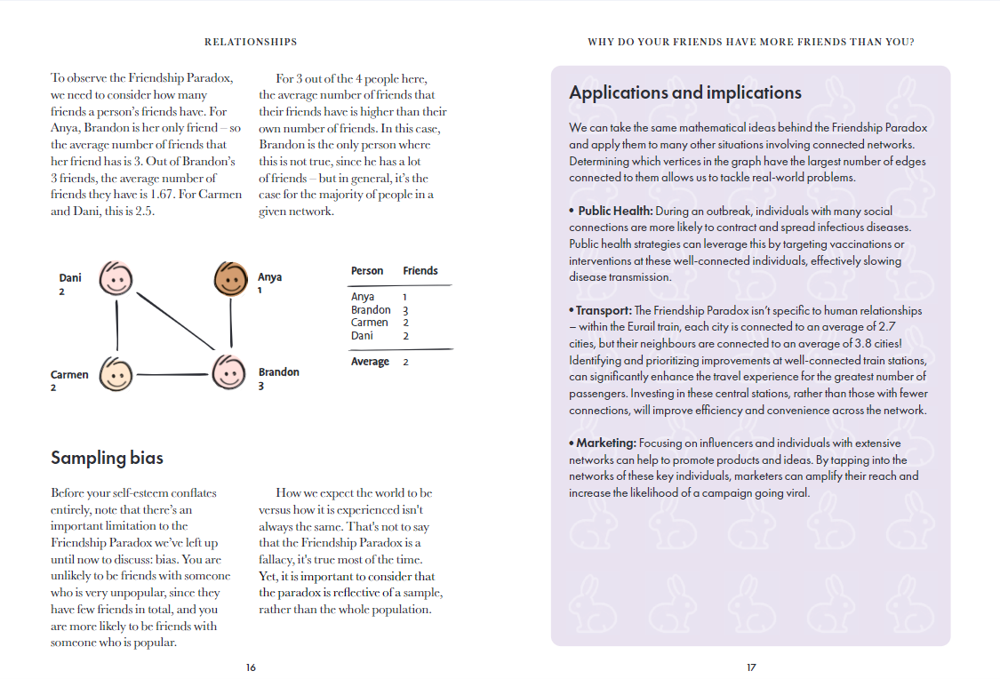 RELATIONSHIPS
To observe the Friendship Paradox,
we need to consider how many
friends a person's friends have. For
Anya, Brandon is her only friend – so
the average number of friends that
her friend has is 3. Out of Brandon's
3 friends, the average number of
friends they have is 1.67. For Carmen
and Dani, this is 2.5.
For 3 out of the 4 people here,
the average number of friends that
their friends have is higher than their
own number of friends. In this case,
Brandon is the only person where
this is not true, since he has a lot
of friends – but in general, it's the
case for the majority of people in a
given network.
Dani
2
Anya
1
Carmen
2
Brandon
3
Person Friends
Anya 1
Brandon 3
Carmen 2
Dani 2
Average 2
Sampling bias
Before your self-esteem conflates
entirely, note that there's an
important limitation to the
Friendship Paradox we've left up
until now to discuss: bias. You are
unlikely to be friends with someone
who is very unpopular, since they
have few friends in total, and you
are more likely to be friends with
someone who is popular.
How we expect the world to be
versus how it is experienced isn't
always the same. That's not to say
that the Friendship Paradox is a
fallacy, it's true most of the time.
Yet, it is important to consider that
the paradox is reflective of a sample,
rather than the whole population.
16
WHY DO YOUR FRIENDS HAVE MORE FRIENDS THAN YOU?
Applications and implications
We can take the same mathematical ideas behind the Friendship Paradox
and apply them to many other situations involving connected networks.
Determining which vertices in the graph have the largest number of edges
connected to them allows us to tackle real-world problems.
• Public Health: During an outbreak, individuals with many social
connections are more likely to contract and spread infectious diseases.
Public health strategies can leverage this by targeting vaccinations or
interventions at these well-connected individuals, effectively slowing
disease transmission.
• Transport: The Friendship Paradox isn't specific to human relationships
– within the Eurail train, each city is connected to an average of 2.7
cities, but their neighbours are connected to an average of 3.8 cities!
Identifying and prioritizing improvements at well-connected train stations,
can significantly enhance the travel experience for the greatest number of
passengers. Investing in these central stations, rather than those with fewer
connections, will improve efficiency and convenience across the network.
• Marketing: Focusing on influencers and individuals with extensive
networks can help to promote products and ideas. By tapping into the
networks of these key individuals, marketers can amplify their reach and
increase the likelihood of a campaign going viral.
17